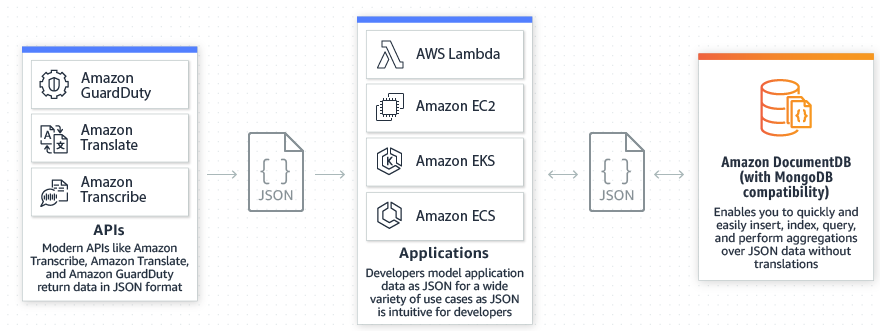 Amazon
GuardDuty
Amazon
Translate
Amazon
Transcribe
APIs
Modern APIs like Amazon
Transcribe, Amazon Translate,
and Amazon GuardDuty
return data in JSON format
{ }
JSON
AWS Lambda
Amazon EC2
Amazon EKS
Amazon ECS
Applications
Developers model application
data as JSON for a wide
variety of use cases as JSON
is intuitive for developers
{ }
JSON
Amazon DocumentDB
(with MongoDB
compatibility)
Enables you to quickly and
easily insert, index, query,
and perform aggregations
over JSON data without
translations